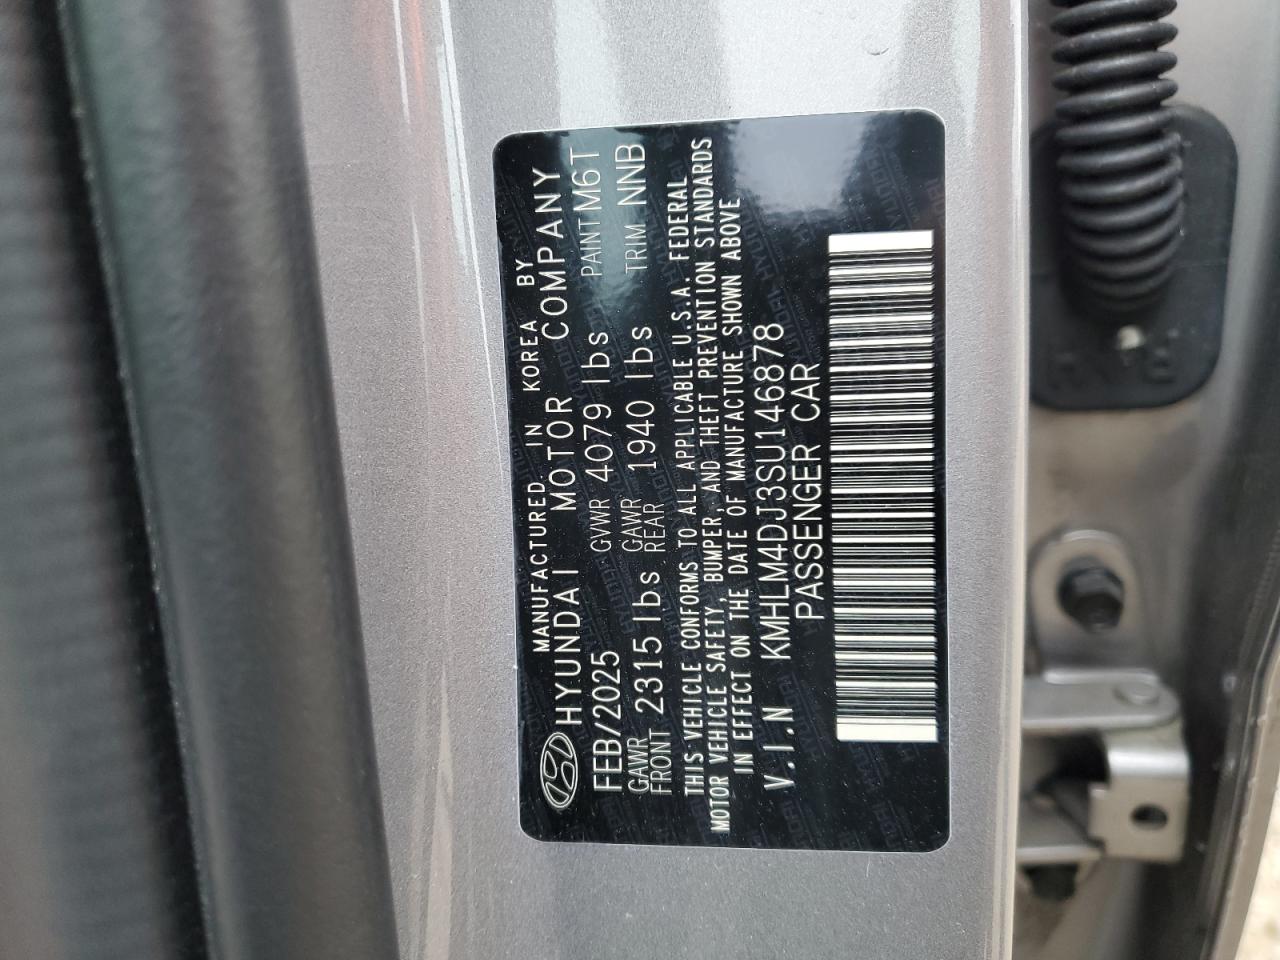 MANUFACTURED IN KOREA BY
HYUNDAI MOTOR COMPANY
FEB/2025 GVWR 4079 lbs PAINT M6T
GAWR FRONT 2315 lbs GAWR REAR 1940 lbs TRIM NNB
THIS VEHICLE CONFORMS TO ALL APPLICABLE U.S.A. FEDERAL
MOTOR VEHICLE SAFETY, BUMPER, AND THEFT PREVENTION STANDARDS
IN EFFECT ON THE DATE OF MANUFACTURE SHOWN ABOVE
V.I.N KMHLM4DJ3SU146878
PASSENGER CAR